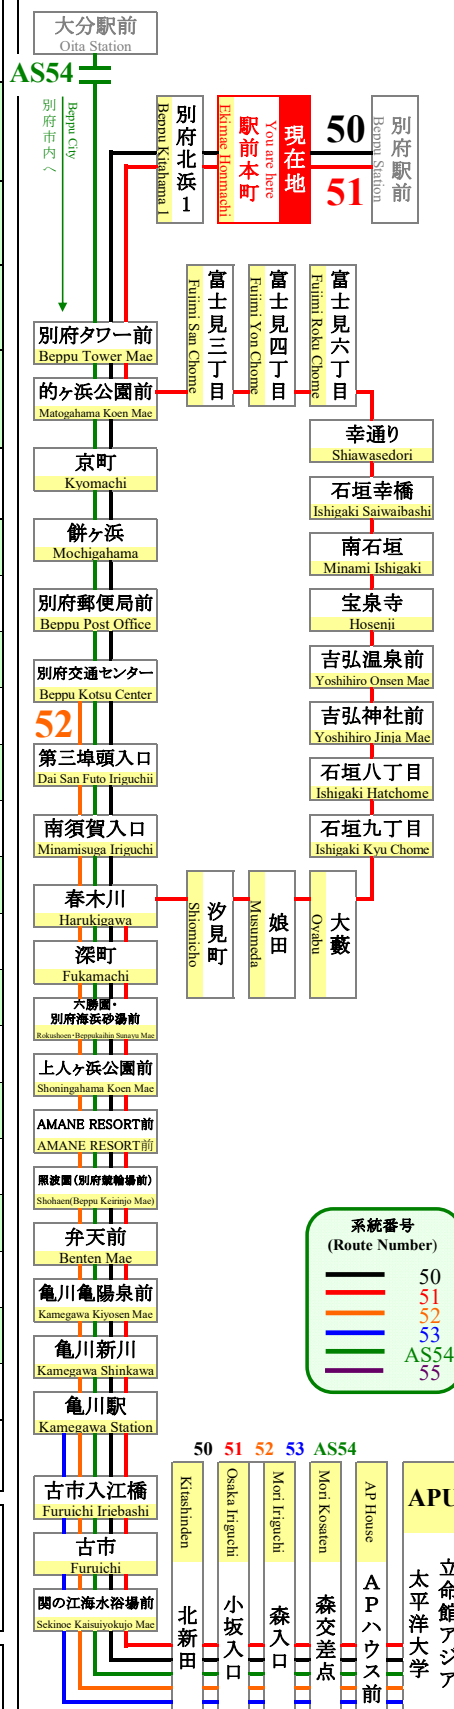 大分駅前
Oita Station
AS54
Beppu City
別府市内へ
別府北浜1
Beppu Kitahama 1
現在地
You are here
駅前本町
Ekimae Honmachi
50
51
別府駅前
Beppu Station
別府タワー前
Beppu Tower Mae
的ヶ浜公園前
Matogahama Koen Mae
富士見三丁目
Fujimi San Chome
富士見四丁目
Fujimi Yon Chome
富士見六丁目
Fujimi Roku Chome
幸通り
Shiawasedori
石垣幸橋
Ishigaki Saiwaibashi
南石垣
Minami Ishigaki
宝泉寺
Hosenji
吉弘温泉前
Yoshihiro Onsen Mae
吉弘神社前
Yoshihiro Jinja Mae
石垣八丁目
Ishigaki Hatchome
石垣九丁目
Ishigaki Kyu Chome
大藪
Oyabu
娘田
Musumeda
汐見町
Shiomicho
京町
Kyomachi
餅ヶ浜
Mochigahama
別府郵便局前
Beppu Post Office
別府交通センター
Beppu Kotsu Center
52
第三埠頭入口
Dai San Futo Iriguchii
南須賀入口
Minamisuga Iriguchi
春木川
Harukigawa
深町
Fukamachi
六勝園・
別府海浜砂湯前
Rokushoen・Beppukaihin Sunayu Mae
上人ヶ浜公園前
Shoningahama Koen Mae
AMANE RESORT前
AMANE RESORT前
照波園(別府競輪場前)
Shohaen(Beppu Keirinjo Mae)
弁天前
Benten Mae
亀川亀陽泉前
Kamegawa Kiyosen Mae
亀川新川
Kamegawa Shinkawa
亀川駅
Kamegawa Station
古市入江橋
Furuichi Iriebashi
古市
Furuichi
関の江海水浴場前
Sekinoe Kaisuiyokujo Mae
系統番号
(Route Number)
50
51
52
53
AS54
55
50 51 52 53 AS54
Kitashinden
北新田
Osaka Iriguchi
小坂入口
Mori Iriguchi
森入口
Mori Kosaten
森交差点
AP House
APハウス前
APU
立命館アジア
太平洋大学